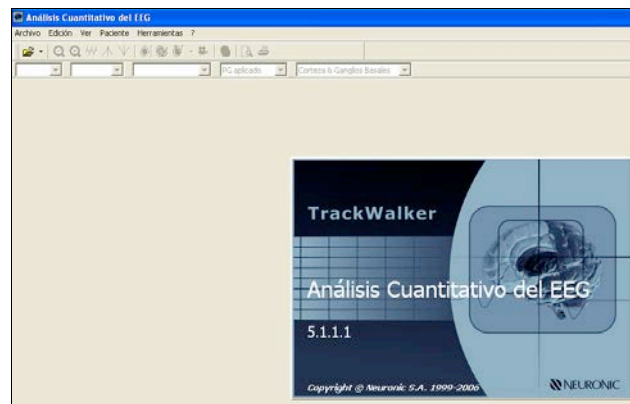 Análisis Cuantitativo del EEG
Archivo Edición Ver Paciente Herramientas ?
PG aplicado Corteza & Ganglios Basales
TrackWalker
Análisis Cuantitativo del EEG
5.1.1.1
Copyright © Neuronic S.A. 1999-2006
NEURONIC